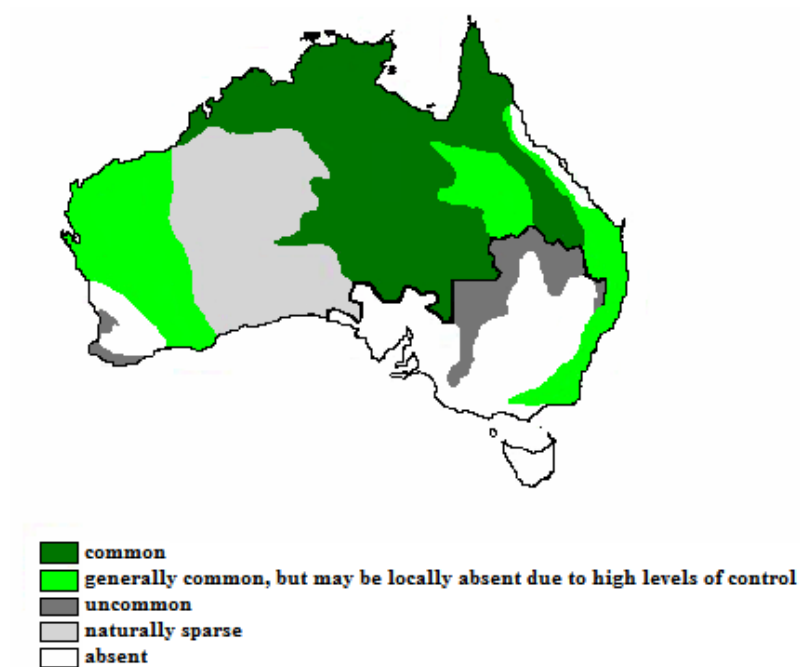 common
generally common, but may be locally absent due to high levels of control
uncommon
naturally sparse
absent